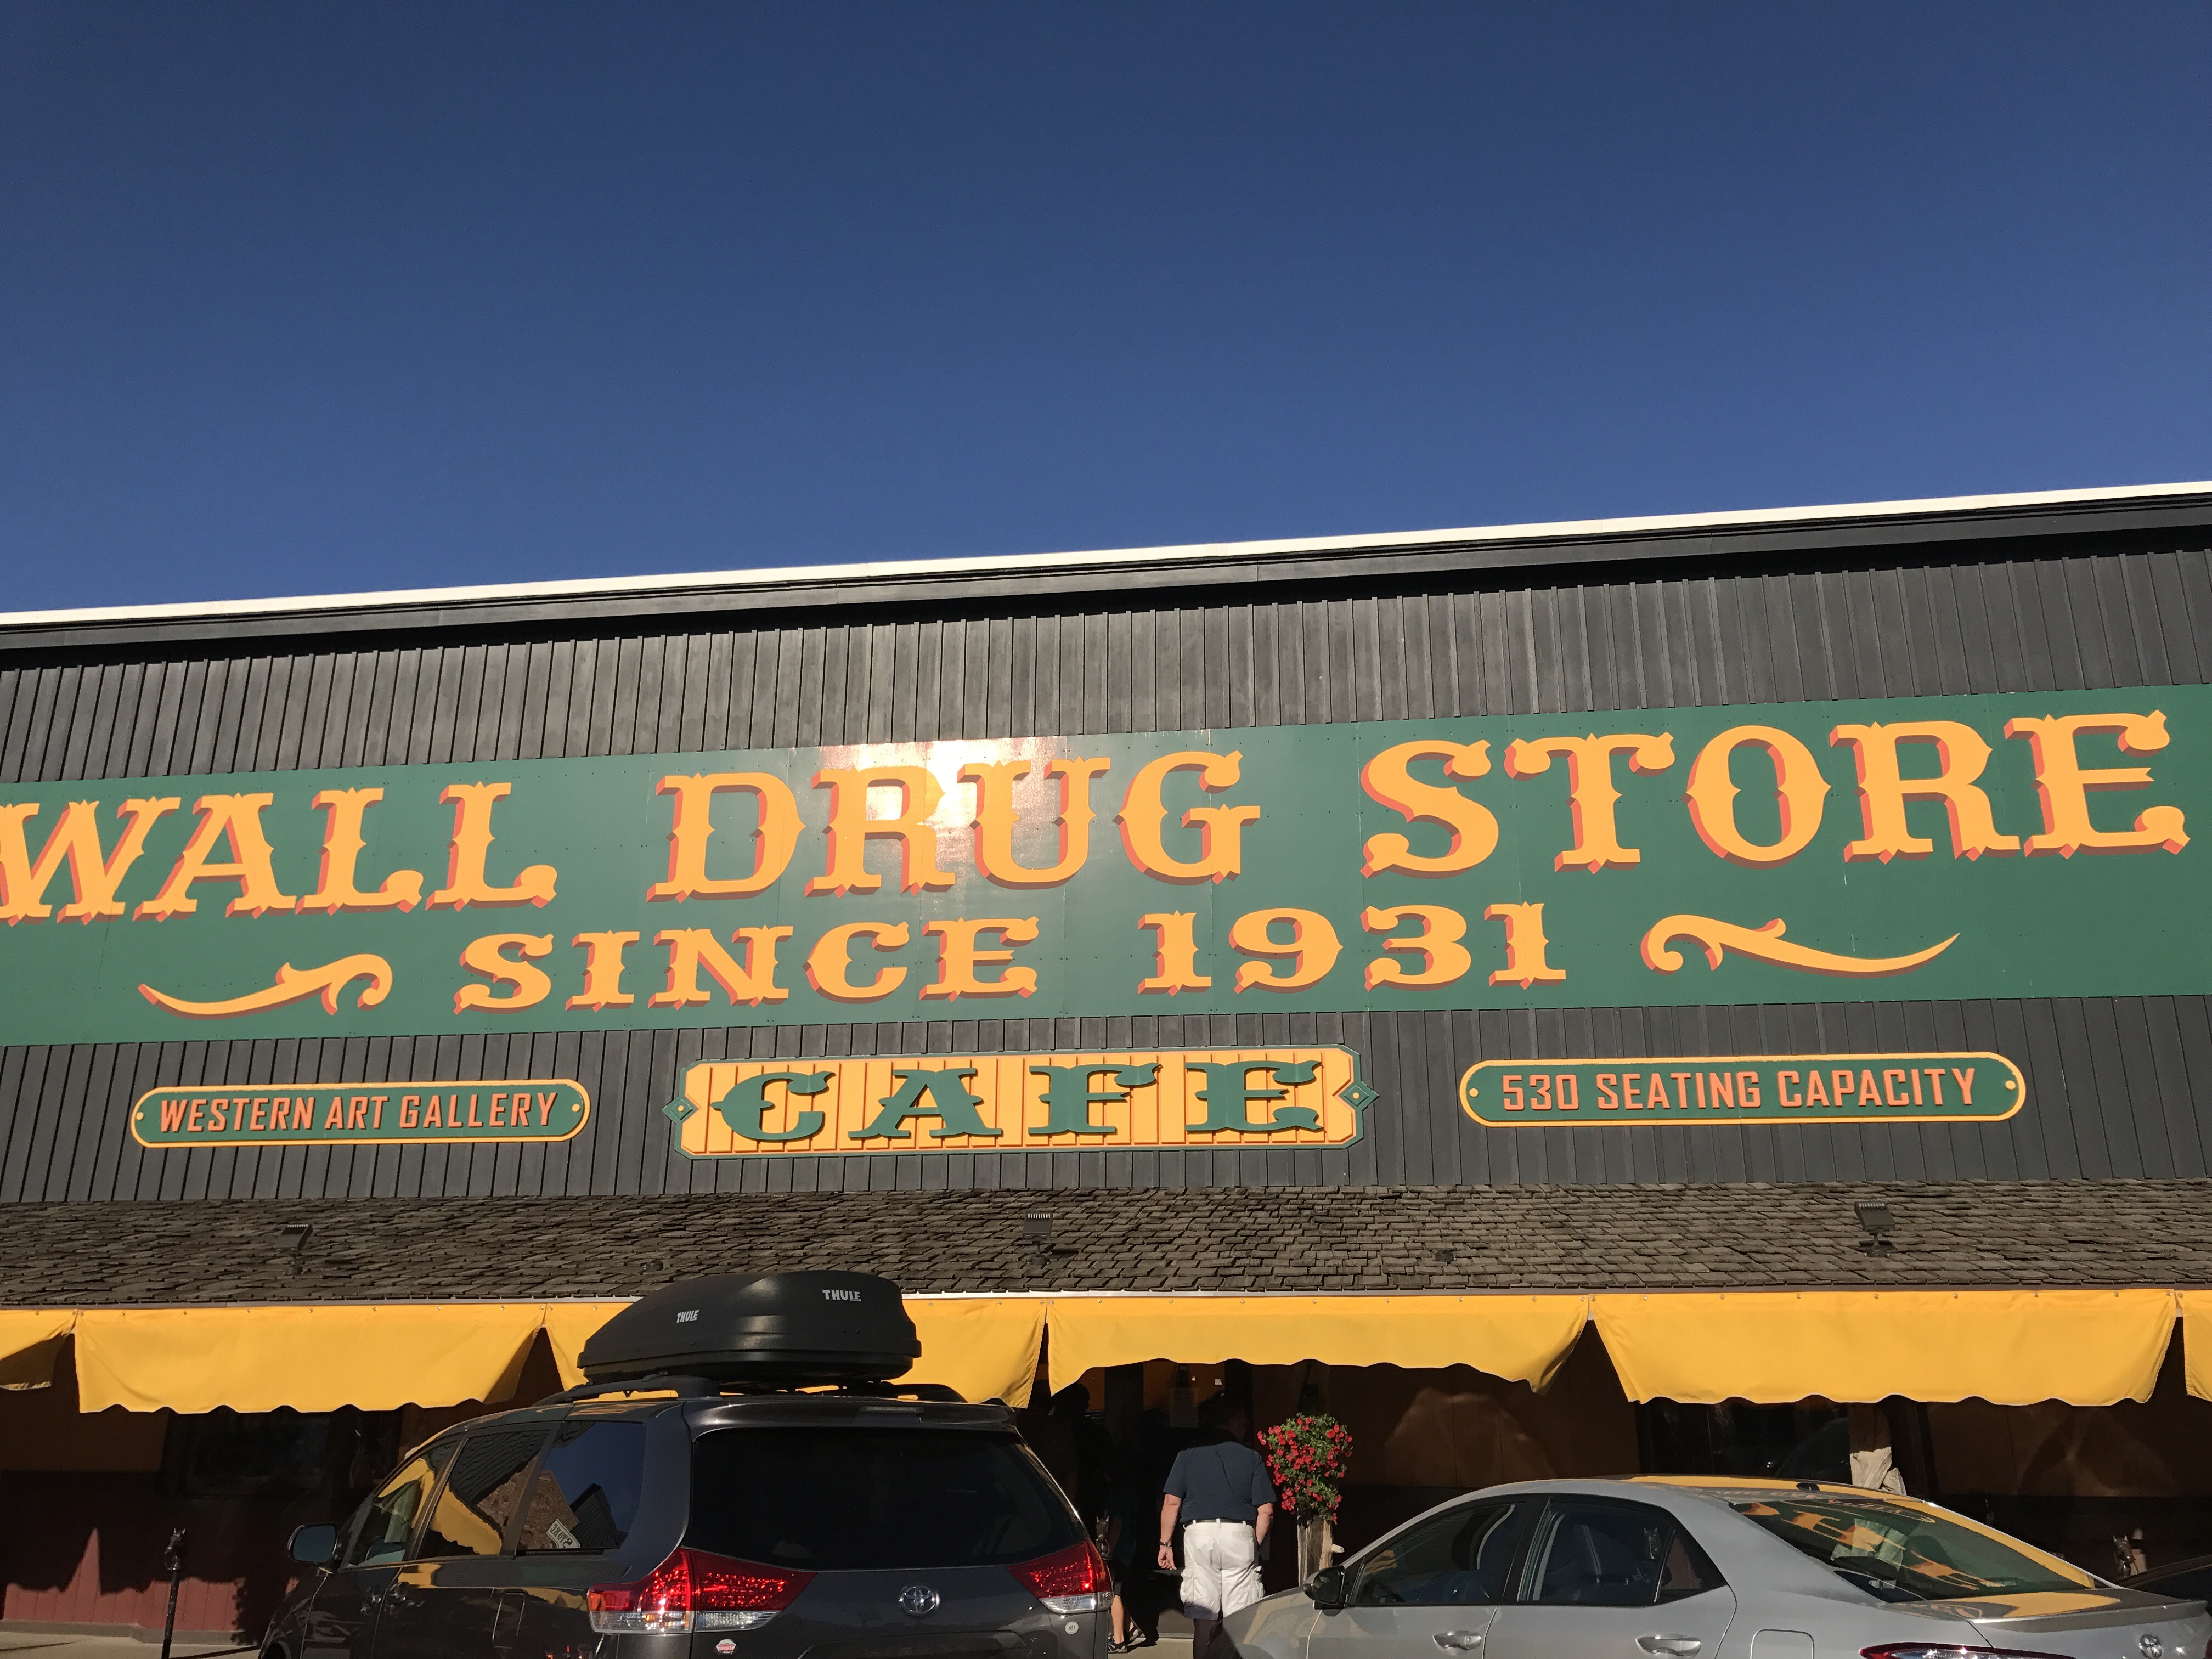 WALL DRUG STORE
SINCE 1931
WESTERN ART GALLERY
CAFE
530 SEATING CAPACITY
THULE
THULE